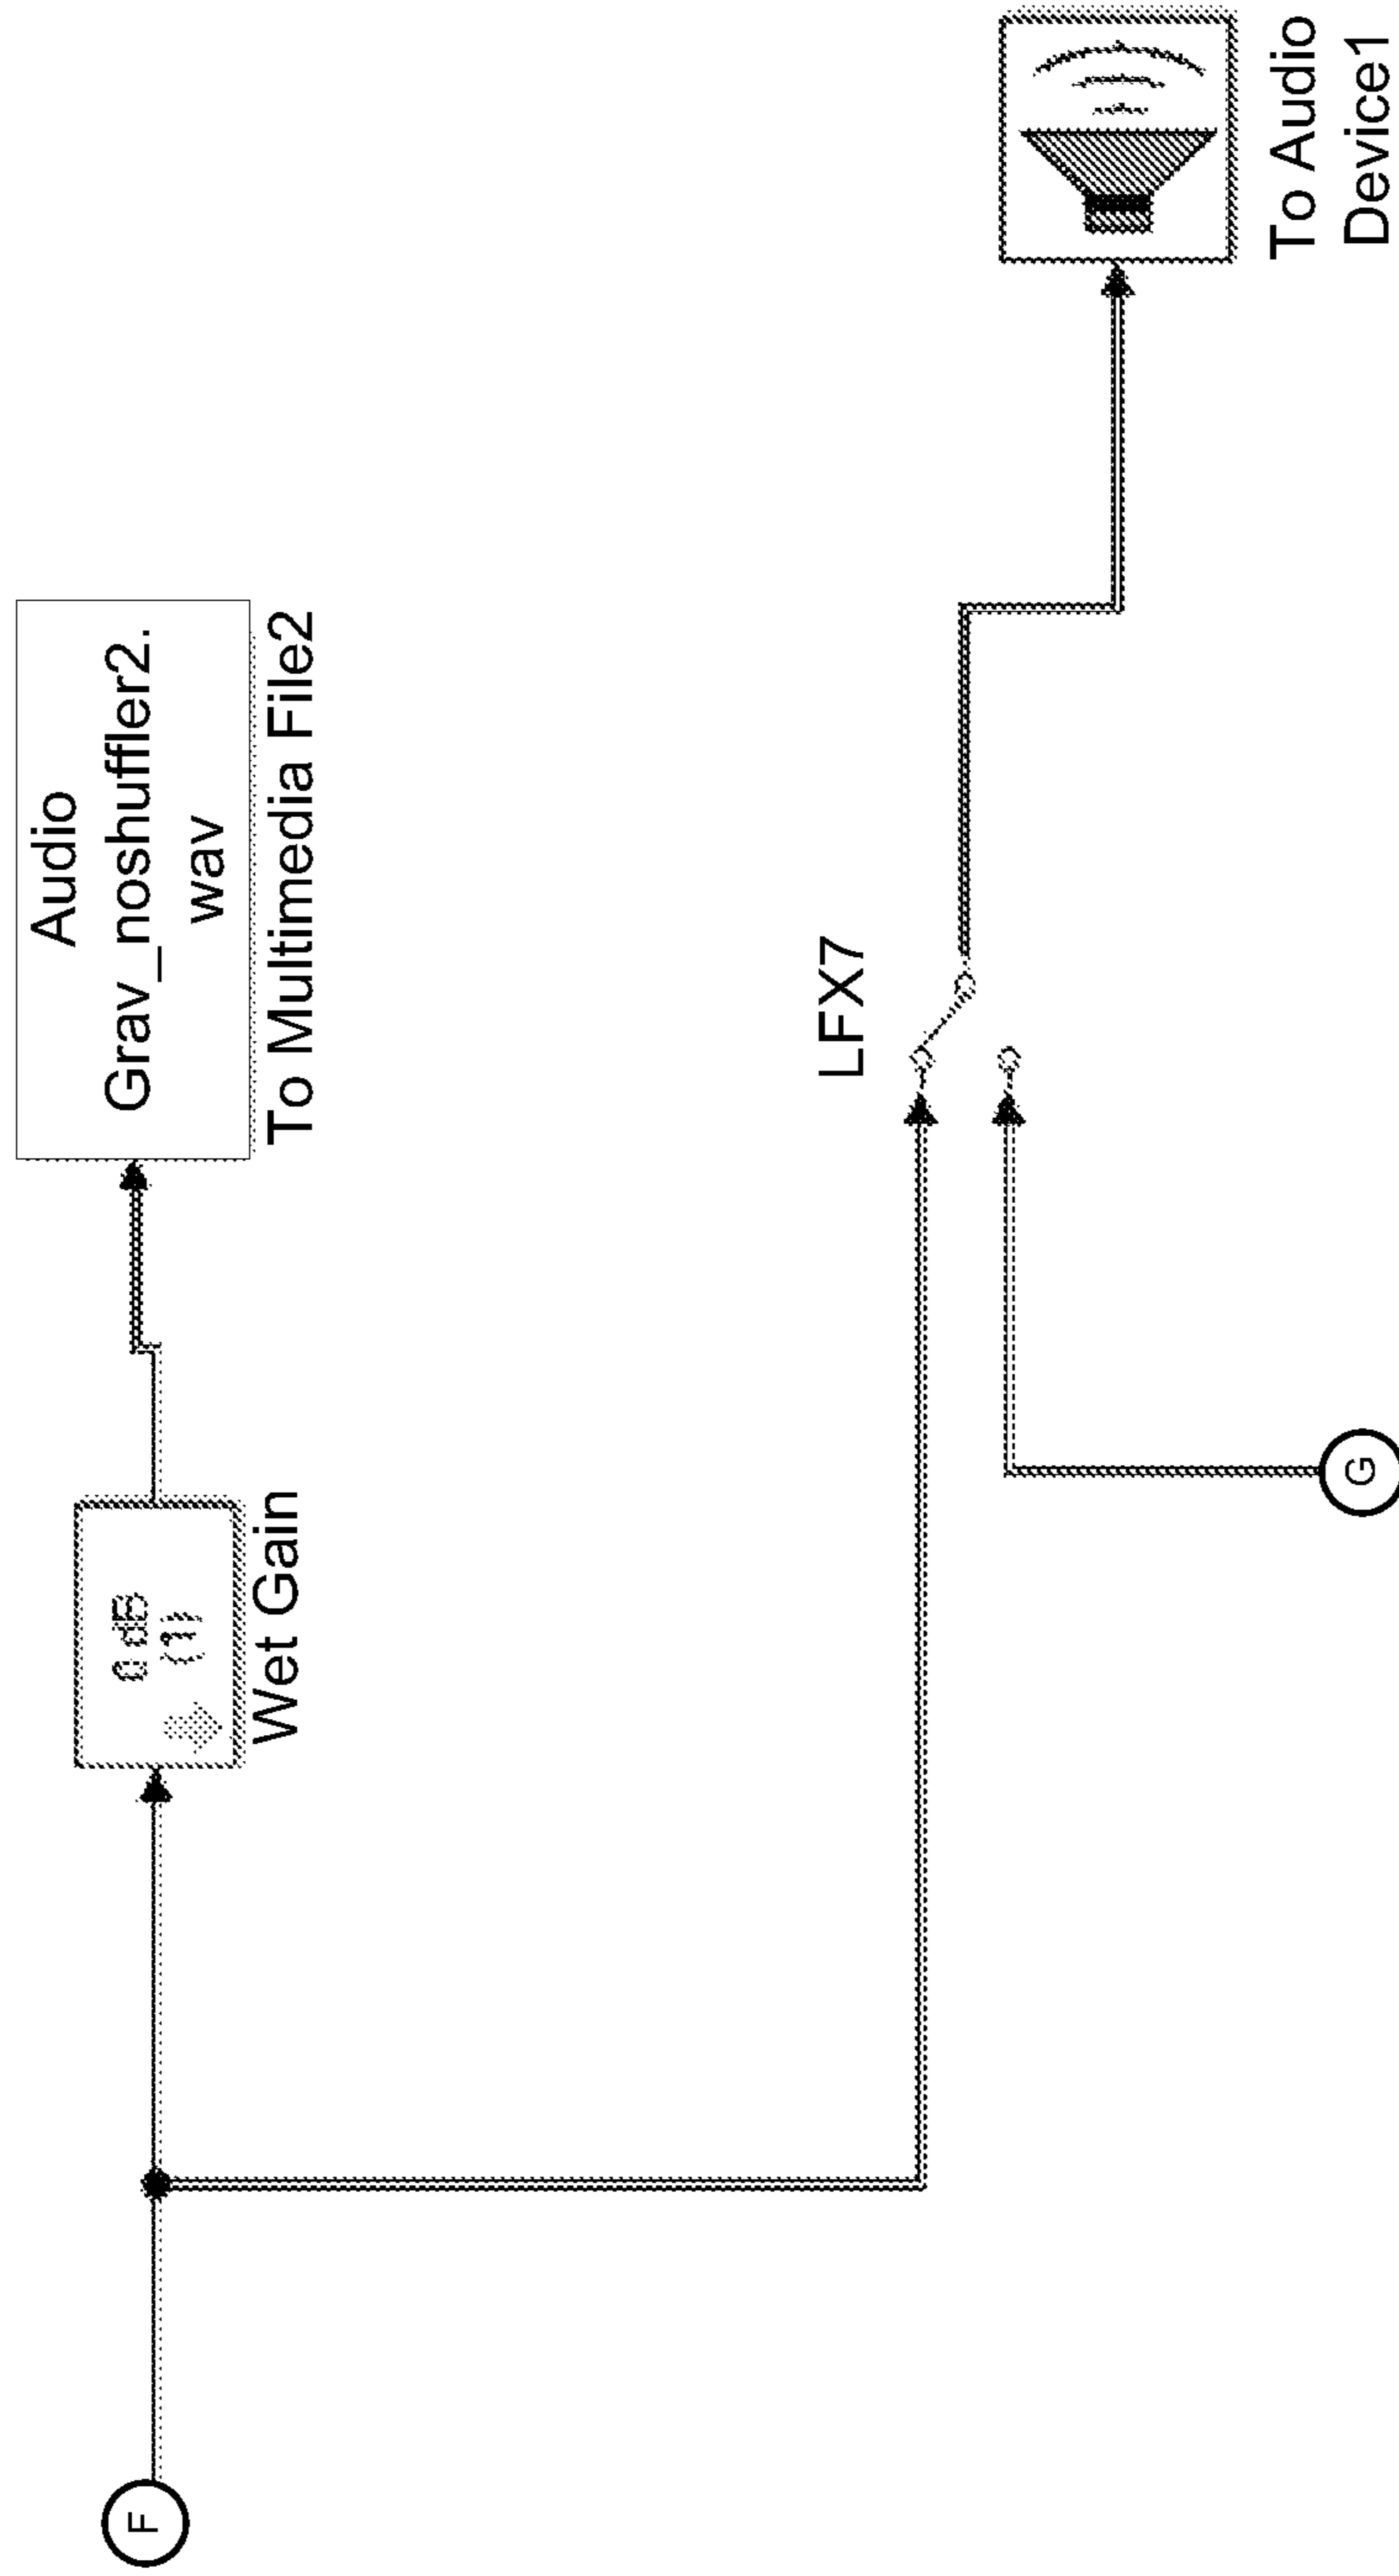 Audio
Grav_noshuffler2.
wav
To Multimedia File2
0 dB
(1)
Wet Gain
F
LFX7
To Audio
Device1
G